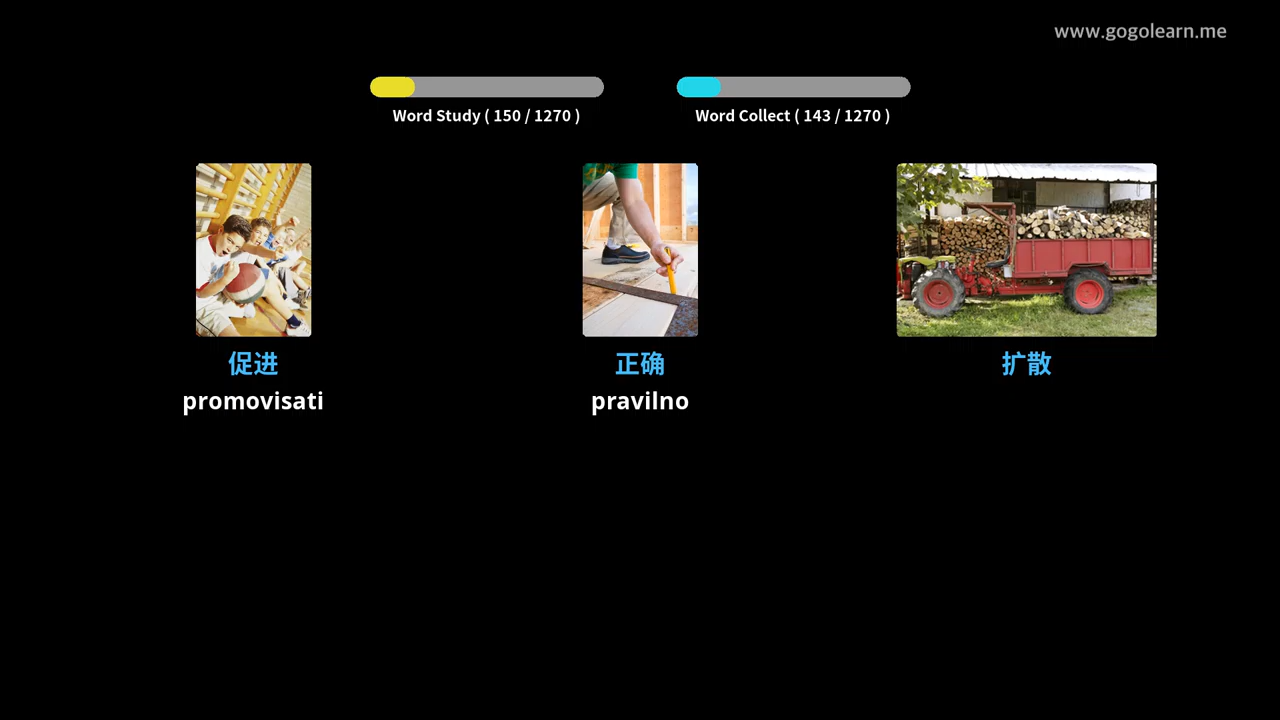 www.gogolearn.me
Word Study ( 150 / 1270 )
Word Collect ( 143 / 1270 )
促进
正确
扩散
promovisati
pravilno